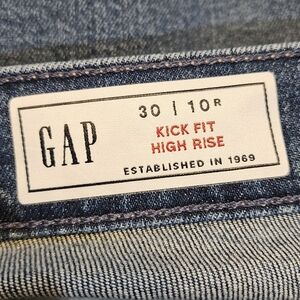 GAP
30 | 10R
KICK FIT
HIGH RISE
ESTABLISHED IN 1969